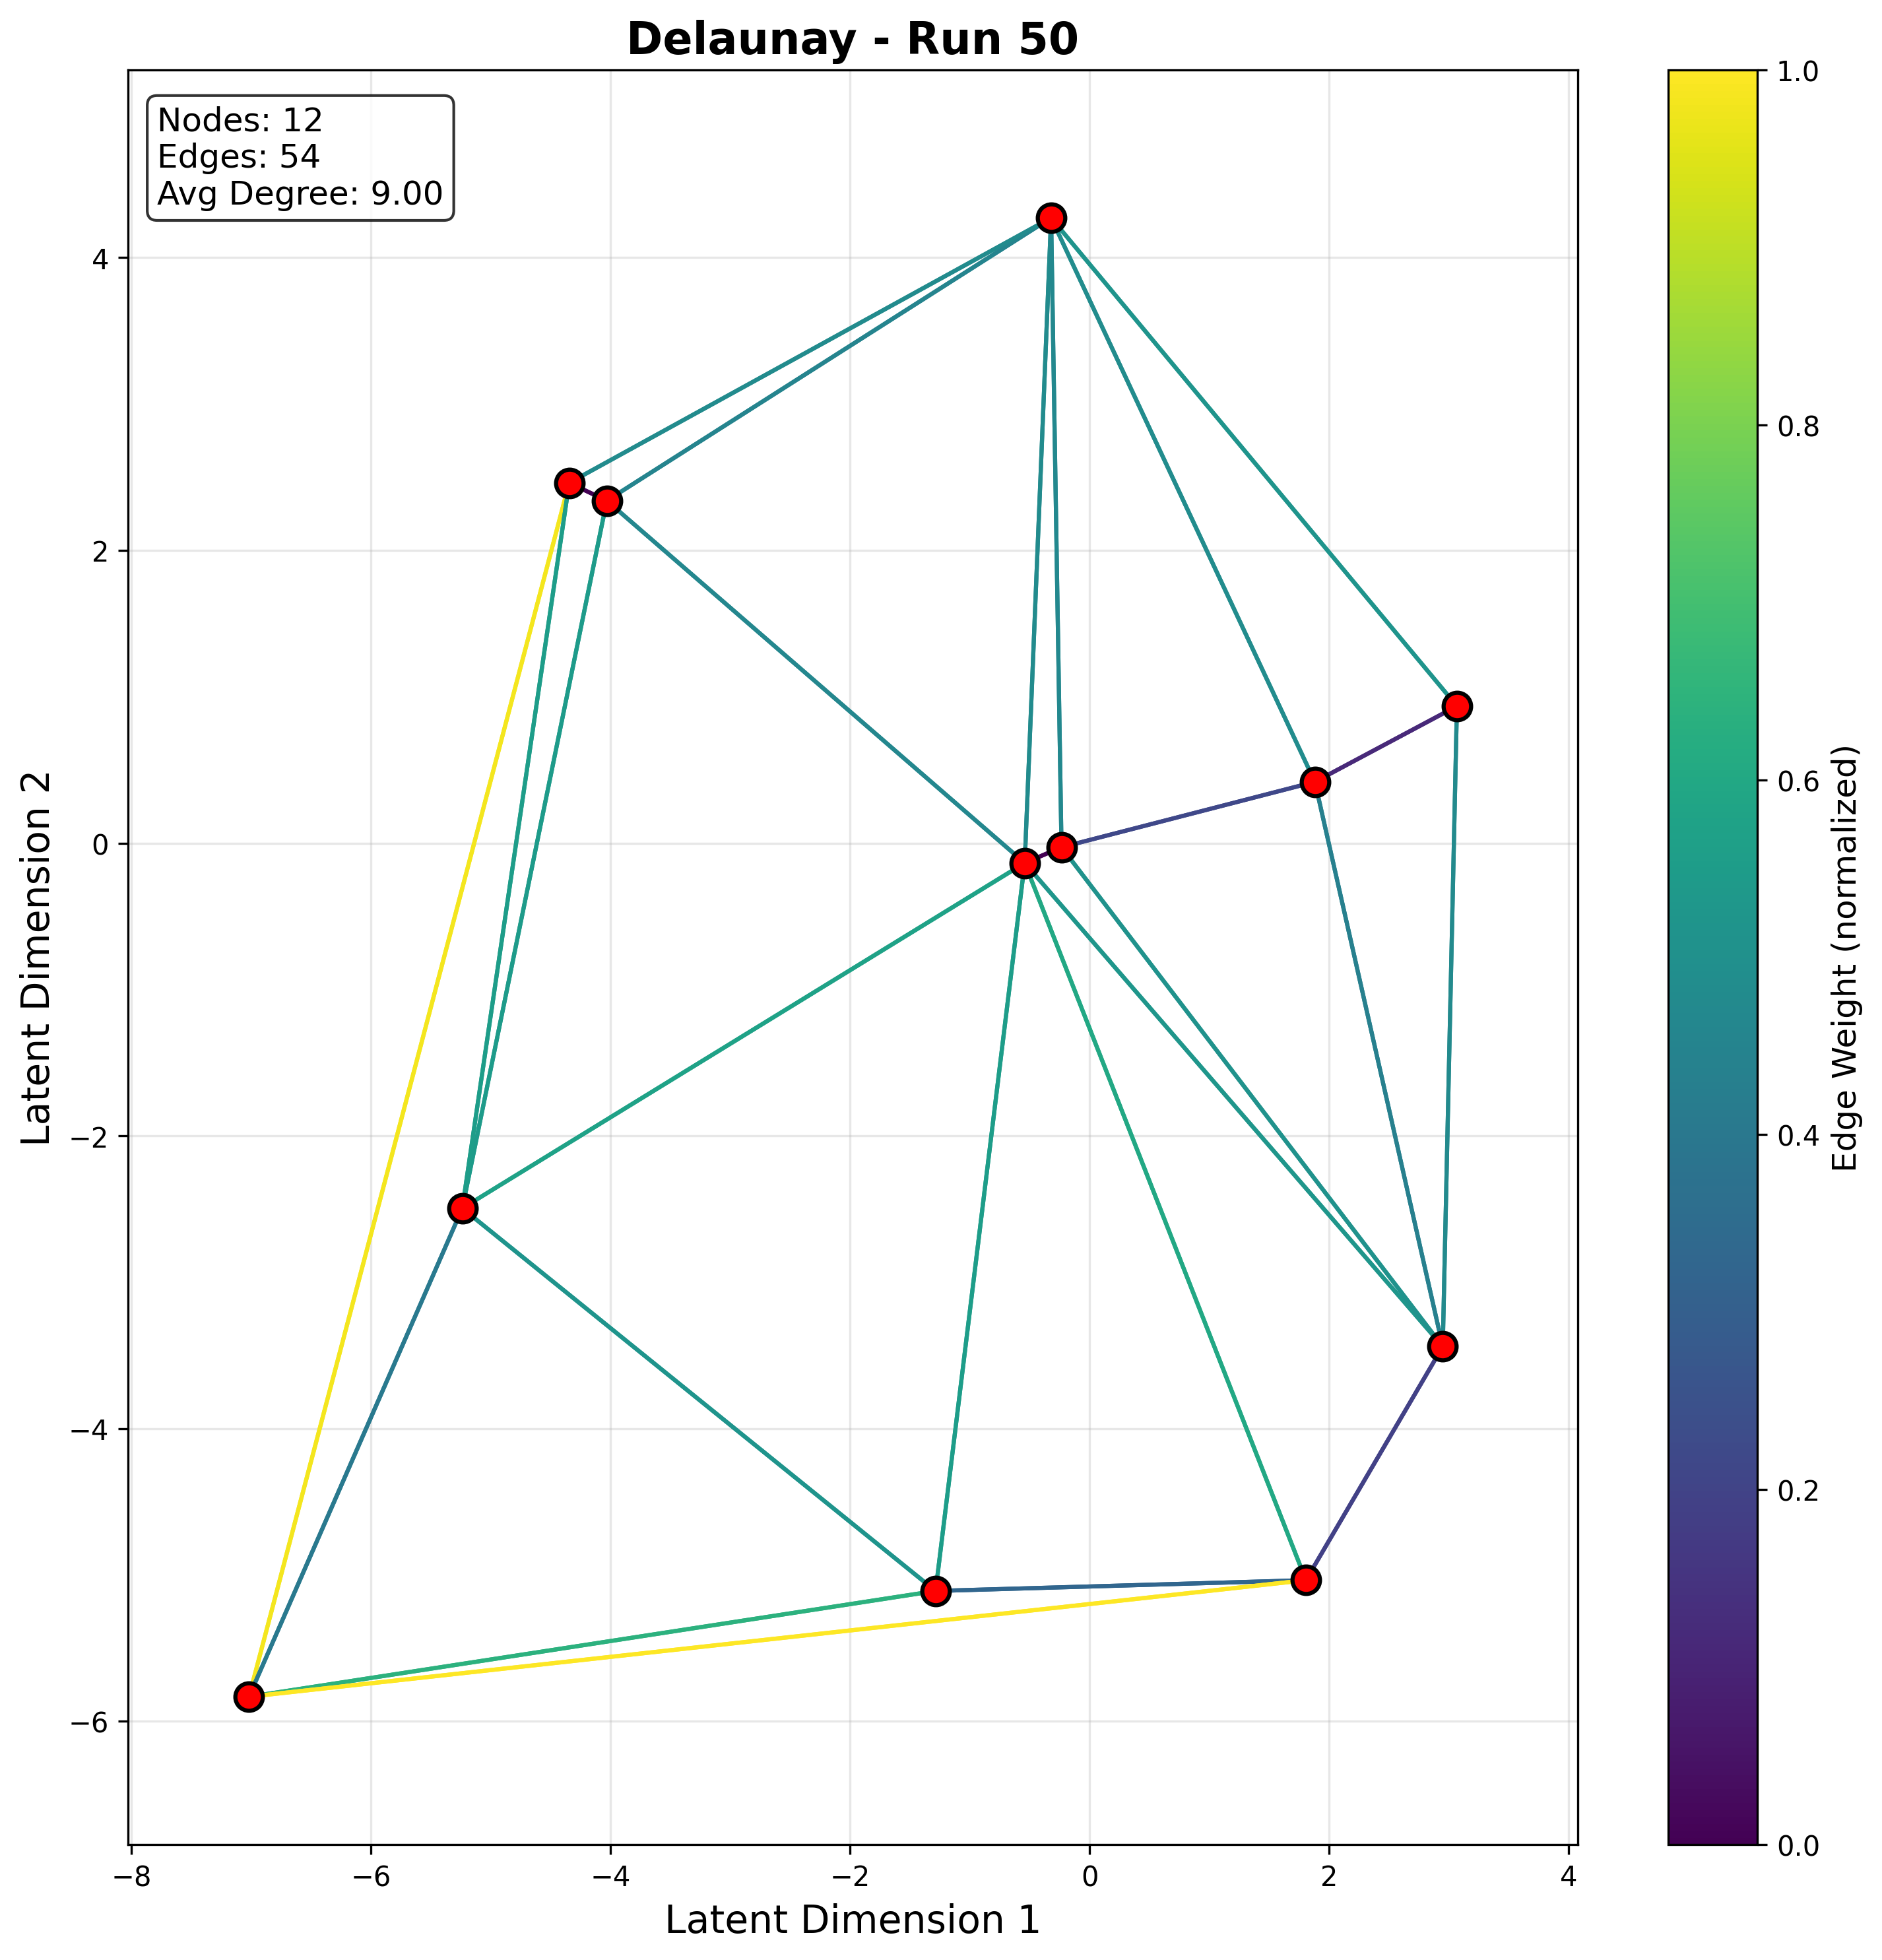 Delaunay - Run 50
Nodes: 12
Edges: 54
Avg Degree: 9.00
4
2
0
−2
−4
−6
Latent Dimension 2
−8 −6 −4 −2 0 2 4
Latent Dimension 1
1.0
0.8
0.6
0.4
0.2
0.0
Edge Weight (normalized)